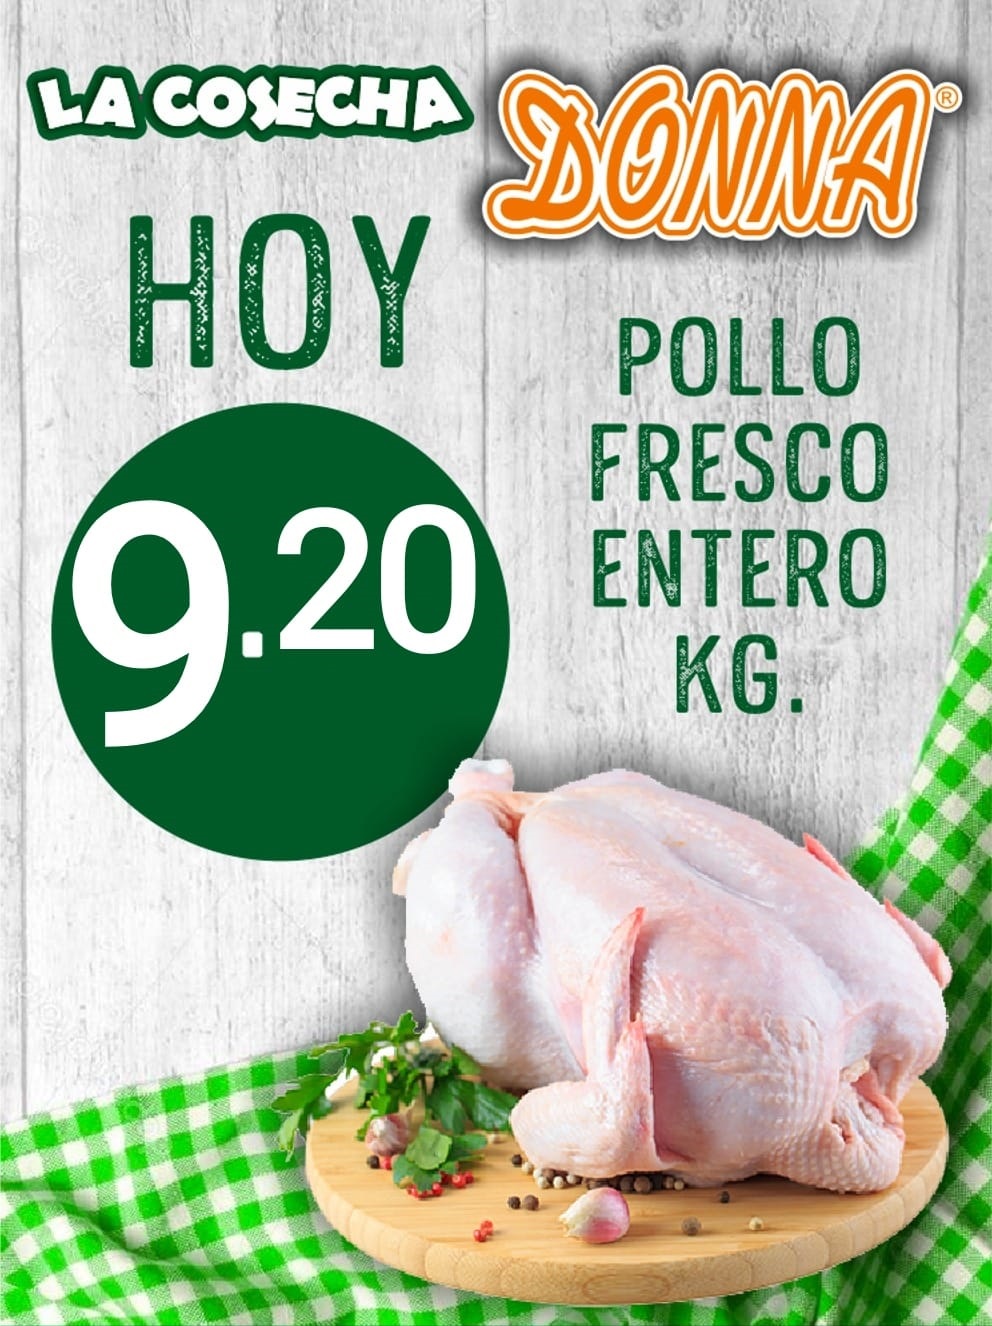 LA COSECHA
DONNA®
HOY
9.20
POLLO
FRESCO
ENTERO
KG.